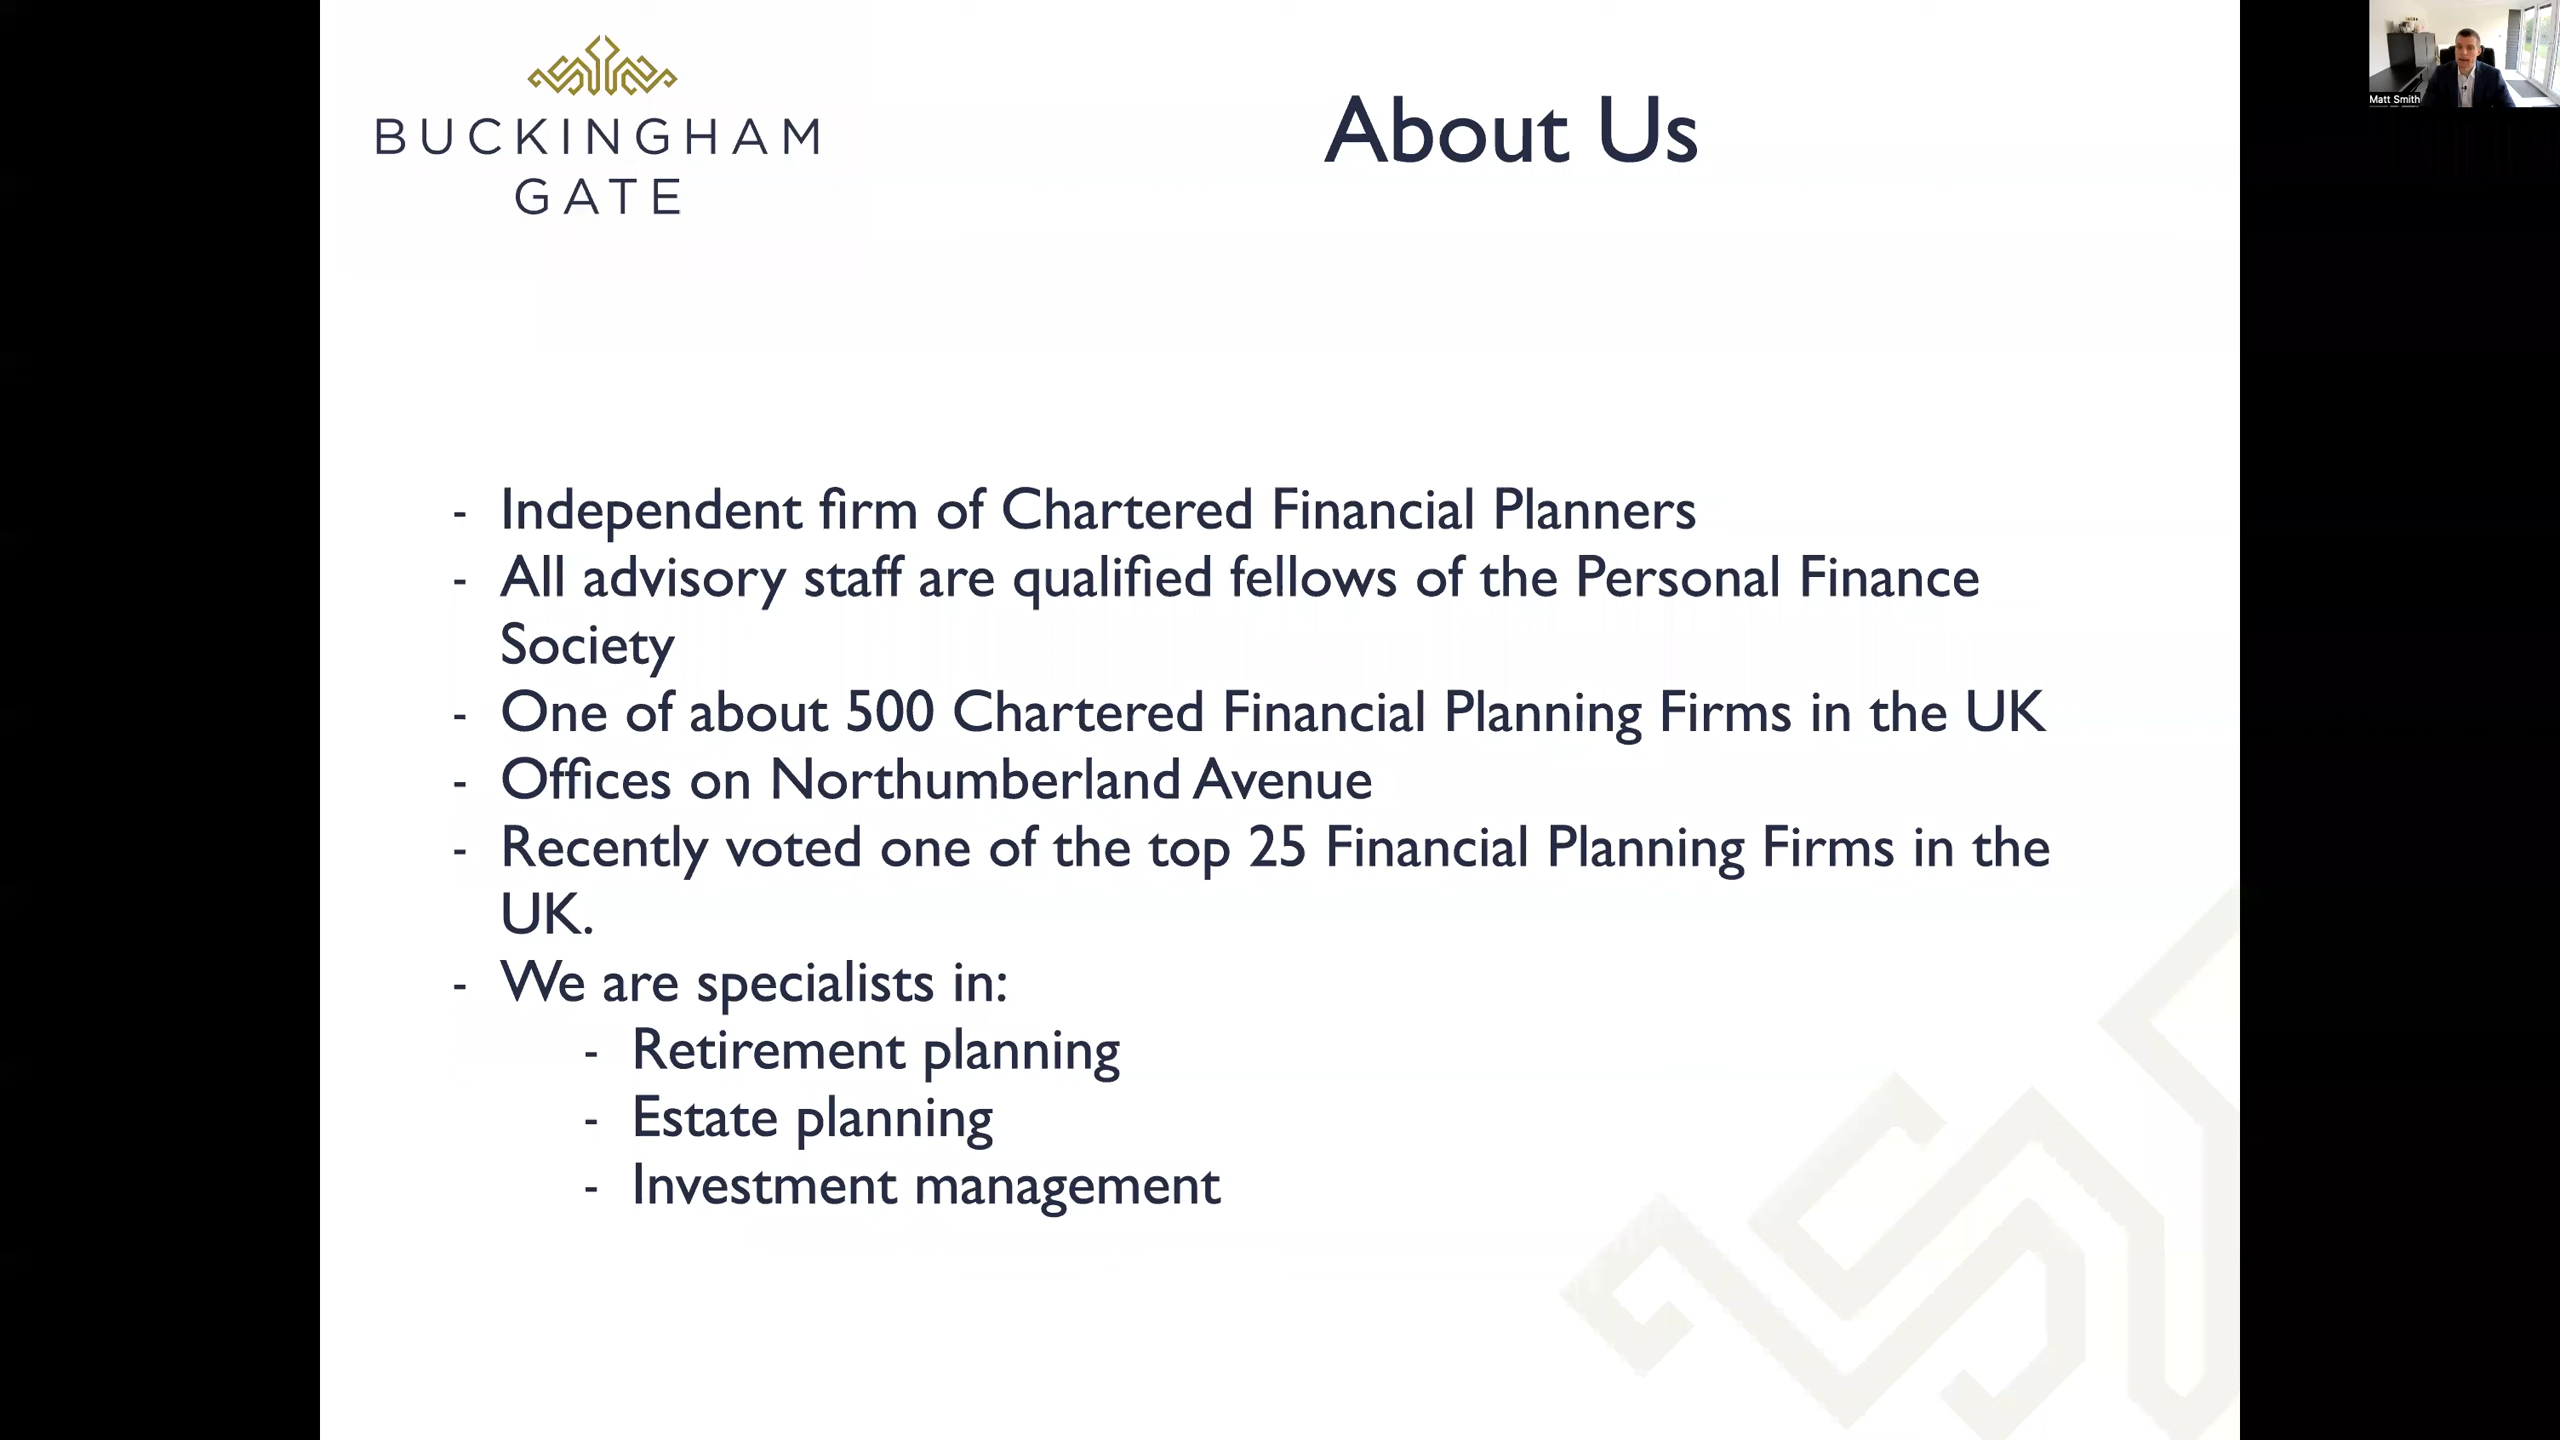 BUCKINGHAM
GATE
About Us
Matt Smith
- Independent firm of Chartered Financial Planners
- All advisory staff are qualified fellows of the Personal Finance
Society
- One of about 500 Chartered Financial Planning Firms in the UK
- Offices on Northumberland Avenue
- Recently voted one of the top 25 Financial Planning Firms in the
UK.
- We are specialists in:
- Retirement planning
- Estate planning
- Investment management